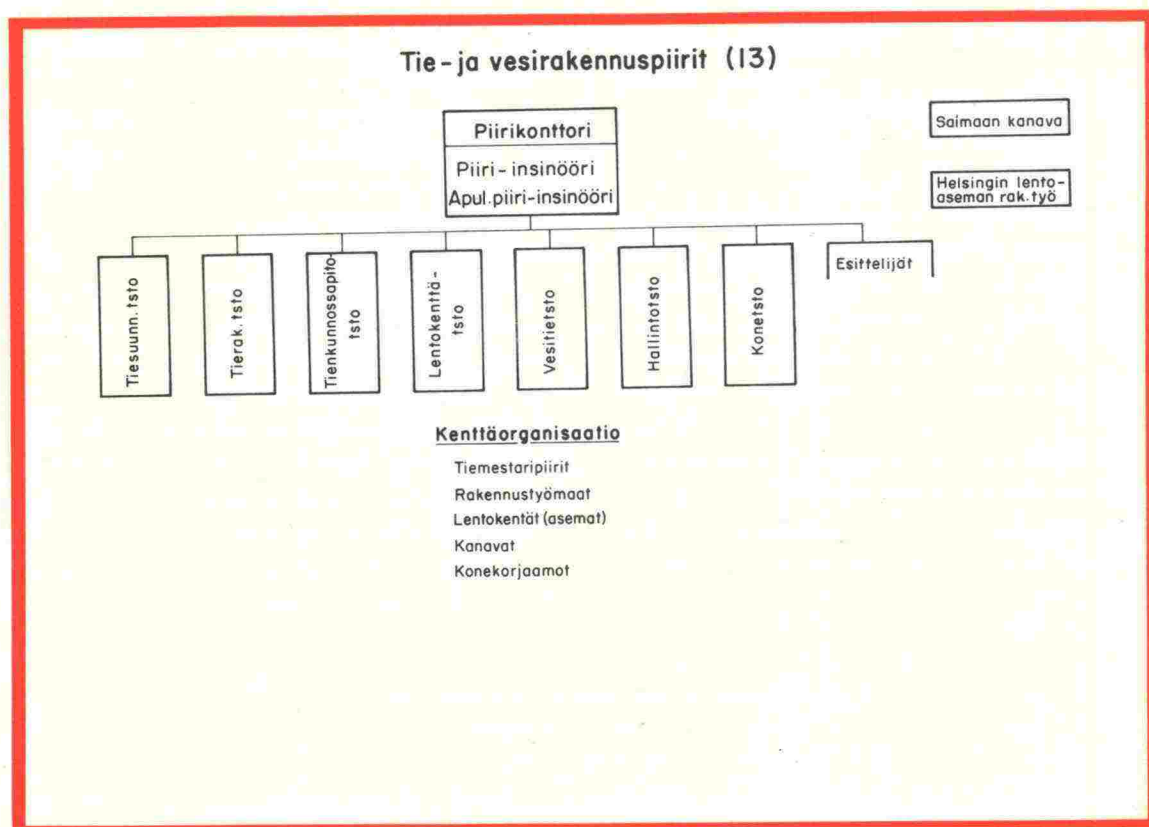 Tie- ja vesirakennuspiirit (13)
Piirikonttori
Piiri-insinööri
Apul.piiri-insinööri
Saimaan kanava
Helsingin lento-
aseman rak.työ
Tiesuunn.tsto
Tierak.tsto
Tienkunnossapito-
tsto
Lentokenttä-
tsto
Vesitietsto
Hallintotsto
Konetsto
Esittelijät
Kenttäorganisaatio
Tiemestaripiirit
Rakennustyömaat
Lentokentät (asemat)
Kanavat
Konekorjaamot